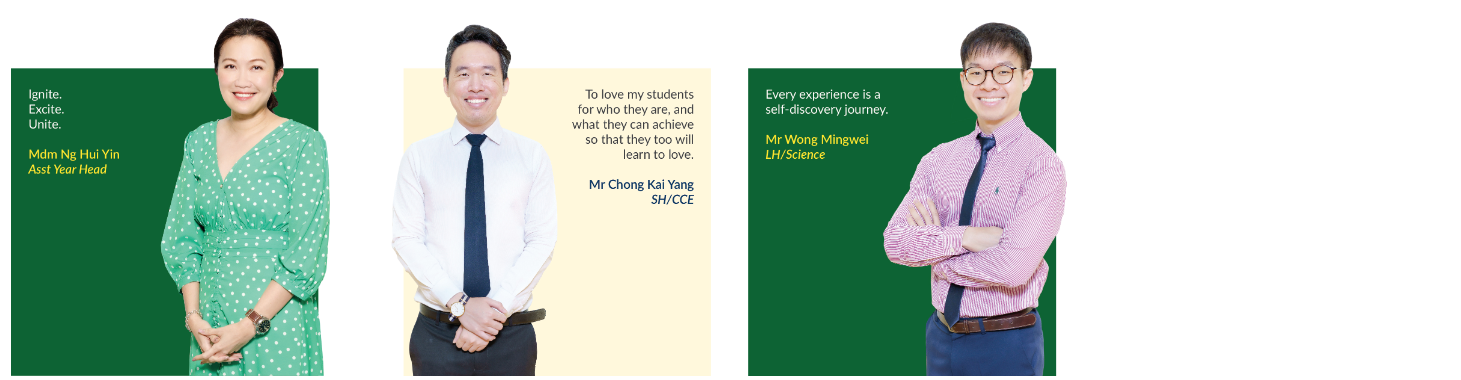 Ignite.
Excite.
Unite.
Mdm Ng Hui Yin
Asst Year Head
To love my students
for who they are, and
what they can achieve
so that they too will
learn to love.
Mr Chong Kai Yang
SH/CCE
Every experience is a
self-discovery journey.
Mr Wong Mingwei
LH/Science